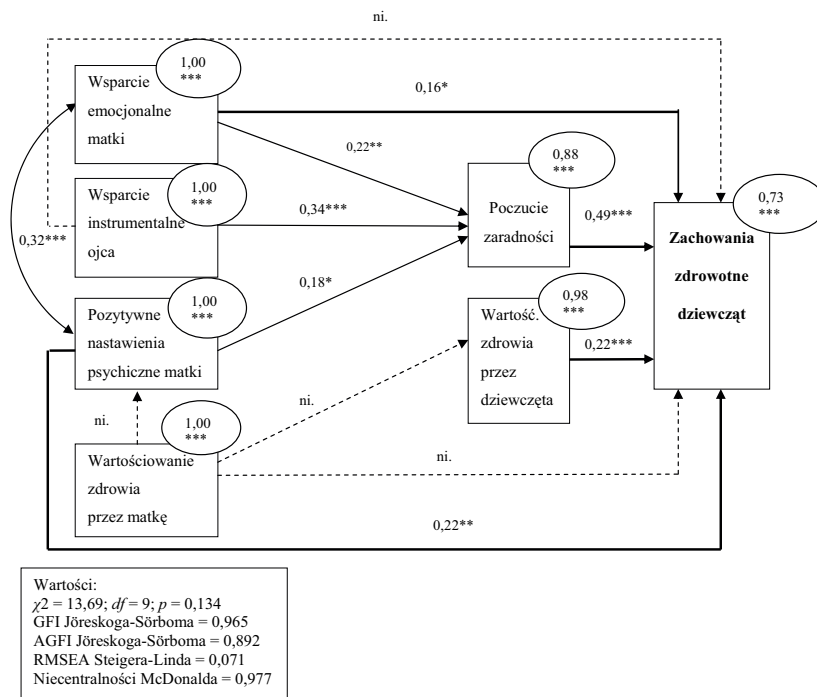 ni.
1,00
***
Wsparcie
emocjonalne
matki
0,16*
0,22**
0,88
***
1,00
***
Wsparcie
instrumentalne
ojca
0,34***
Poczucie
zaradności
0,49***
0,73
***
Zachowania
zdrowotne
dziewcząt
0,32***
1,00
***
Pozytywne
nastawienia
psychiczne matki
0,18*
0,98
***
Wartość.
zdrowia
przez
dziewczęta
0,22***
ni.
ni.
ni.
1,00
***
Wartościowanie
zdrowia
przez matkę
0,22**
Wartości:
χ2 = 13,69; df = 9; p = 0,134
GFI Jöreskoga-Sörboma = 0,965
AGFI Jöreskoga-Sörboma = 0,892
RMSEA Steigera-Linda = 0,071
Niecentralności McDonalda = 0,977